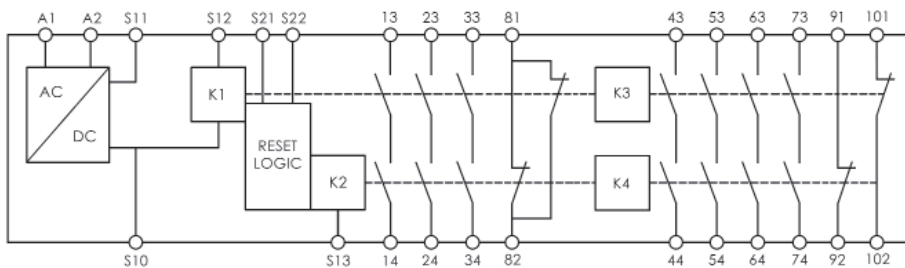 A1 A2 S11 S12 S21 S22 13 23 33 81 43 53 63 73 91 101
AC
DC
K1
K3
RESET
LOGIC
K2
K4
S10 S13 14 24 34 82 44 54 64 74 92 102